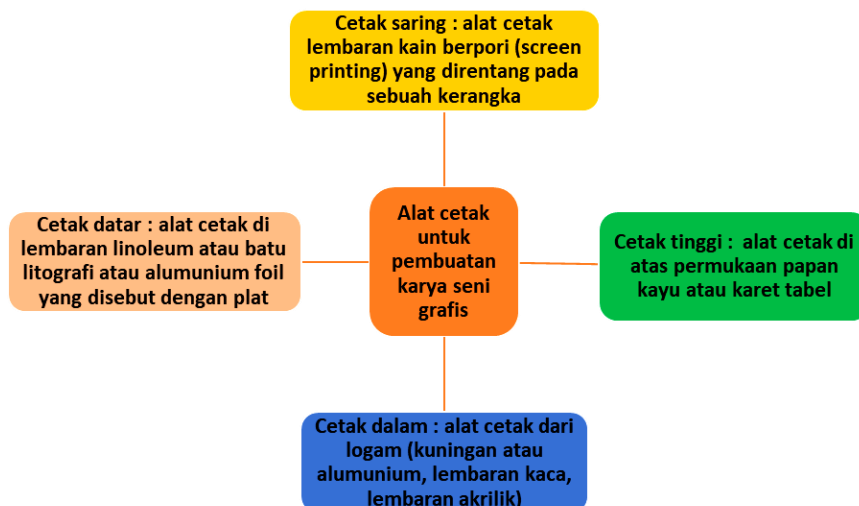 Cetak saring : alat cetak
lembaran kain berpori (screen
printing) yang direntang pada
sebuah kerangka
Cetak datar : alat cetak di
lembaran linoleum atau batu
litografi atau alumunium foil
yang disebut dengan plat
Alat cetak
untuk
pembuatan
karya seni
grafis
Cetak tinggi :  alat cetak di
atas permukaan papan
kayu atau karet tabel
Cetak dalam : alat cetak dari
logam (kuningan atau
alumunium, lembaran kaca,
lembaran akrilik)